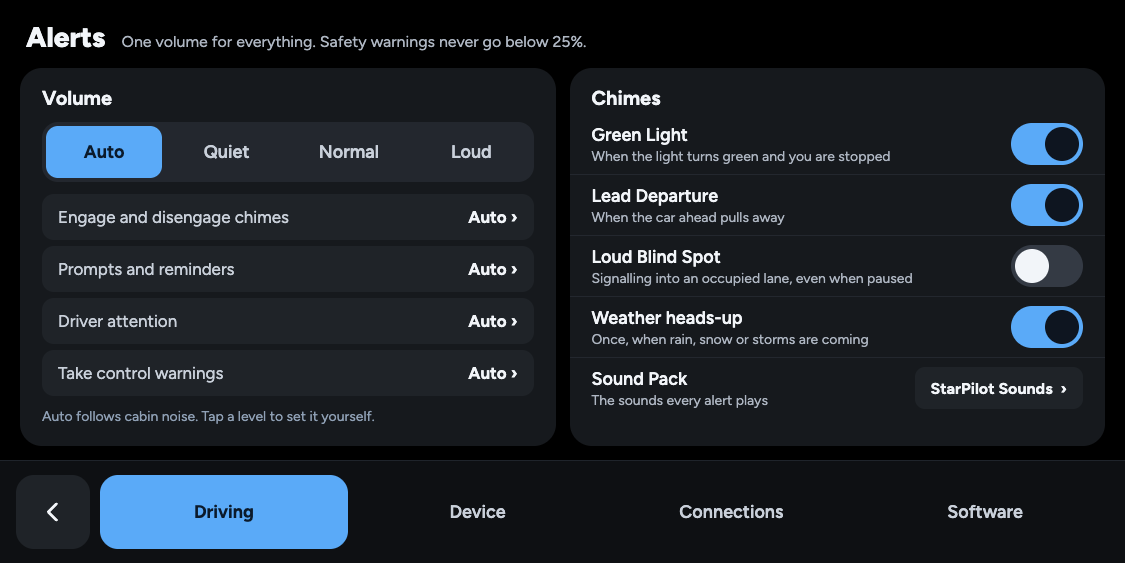 Alerts One volume for everything. Safety warnings never go below 25%.
Volume
Auto Quiet Normal Loud
Engage and disengage chimes Auto ›
Prompts and reminders Auto ›
Driver attention Auto ›
Take control warnings Auto ›
Auto follows cabin noise. Tap a level to set it yourself.
Chimes
Green Light
When the light turns green and you are stopped
Lead Departure
When the car ahead pulls away
Loud Blind Spot
Signalling into an occupied lane, even when paused
Weather heads-up
Once, when rain, snow or storms are coming
Sound Pack
The sounds every alert plays
StarPilot Sounds ›
Driving Device Connections Software